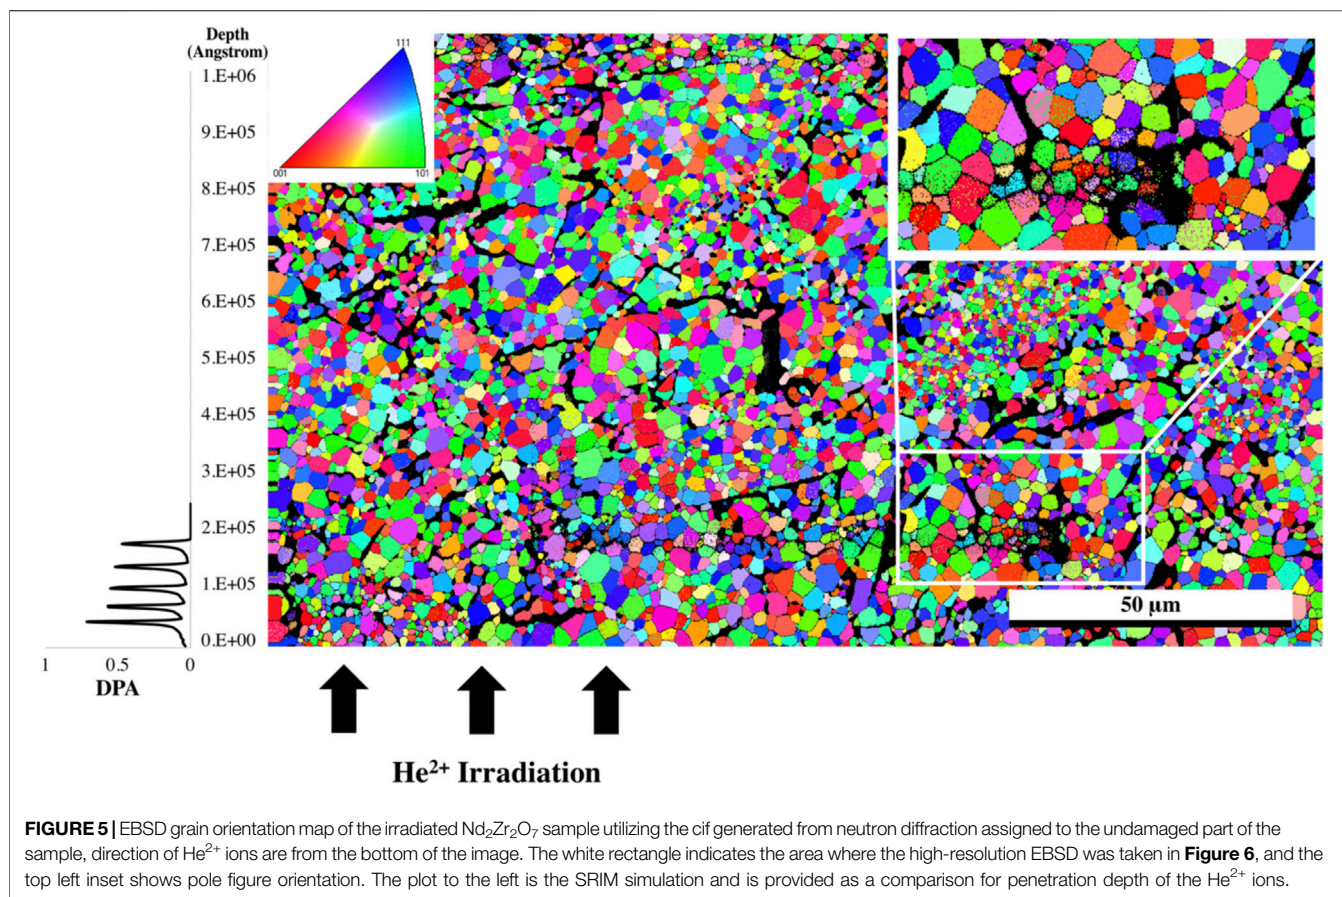 Depth
(Angstrom)
1.E+06
9.E+05
8.E+05
7.E+05
6.E+05
5.E+05
4.E+05
3.E+05
2.E+05
1.E+05
0.E+00
1 0.5 0
DPA
111
001 101
50 µm
He²⁺ Irradiation
FIGURE 5 | EBSD grain orientation map of the irradiated Nd₂Zr₂O₇ sample utilizing the cif generated from neutron diffraction assigned to the undamaged part of the
sample, direction of He²⁺ ions are from the bottom of the image. The white rectangle indicates the area where the high-resolution EBSD was taken in Figure 6, and the
top left inset shows pole figure orientation. The plot to the left is the SRIM simulation and is provided as a comparison for penetration depth of the He²⁺ ions.